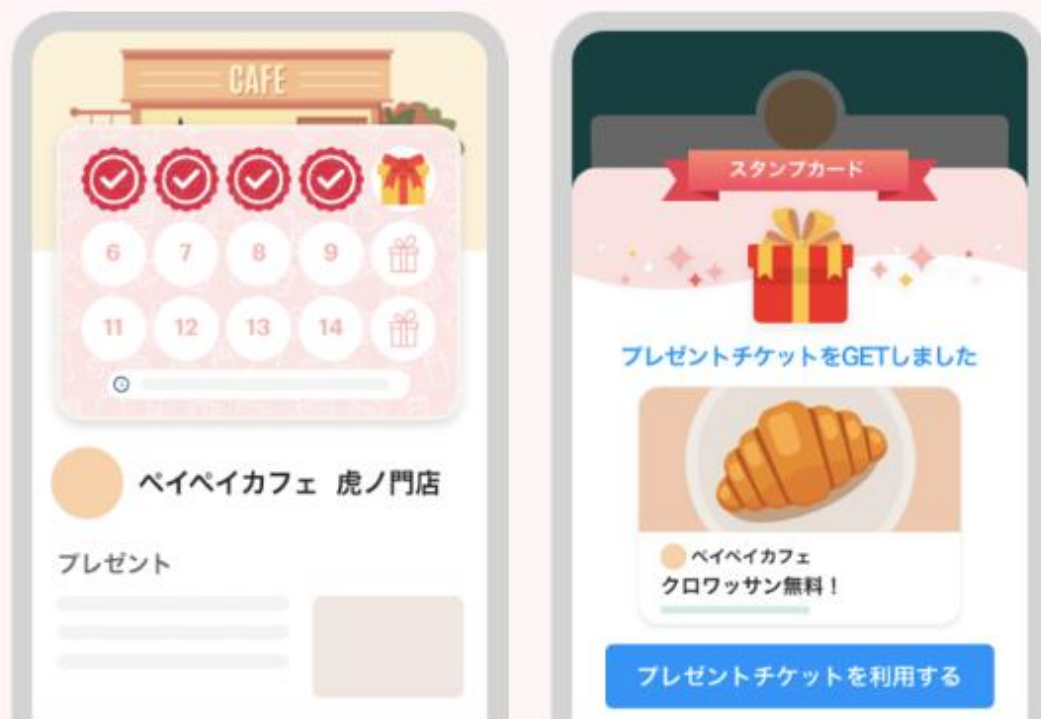 CAFE
6 7 8 9
11 12 13 14
ペイペイカフェ 虎ノ門店
プレゼント
スタンプカード
プレゼントチケットをGETしました
ペイペイカフェ
クロワッサン無料！
プレゼントチケットを利用する